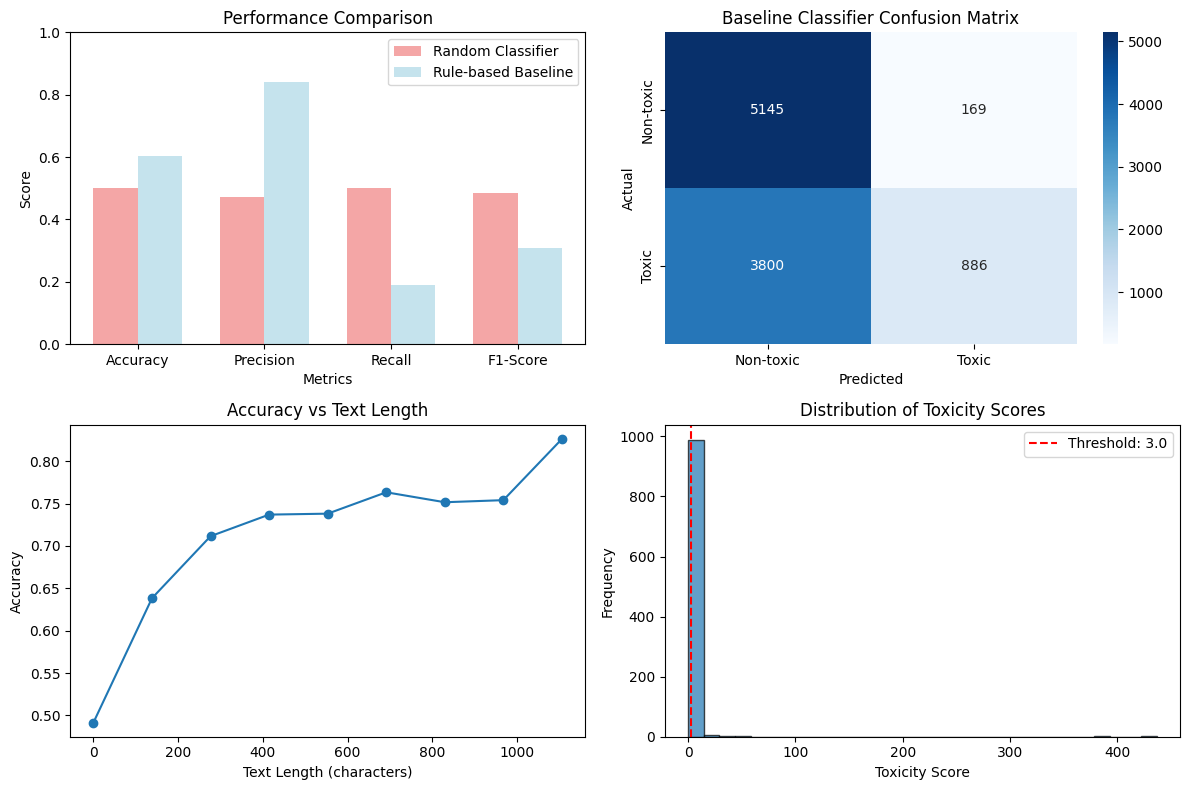 Performance Comparison
1.0
0.8
0.6
0.4
0.2
0.0
Score
Random Classifier
Rule-based Baseline
Accuracy Precision Recall F1-Score
Metrics
Baseline Classifier Confusion Matrix
Actual
Non-toxic
Toxic
5145 169
3800 886
Non-toxic Toxic
Predicted
5000
4000
3000
2000
1000
Accuracy vs Text Length
Accuracy
0.80
0.75
0.70
0.65
0.60
0.55
0.50
0 200 400 600 800 1000
Text Length (characters)
Distribution of Toxicity Scores
Frequency
1000
800
600
400
200
0
Threshold: 3.0
0 100 200 300 400
Toxicity Score